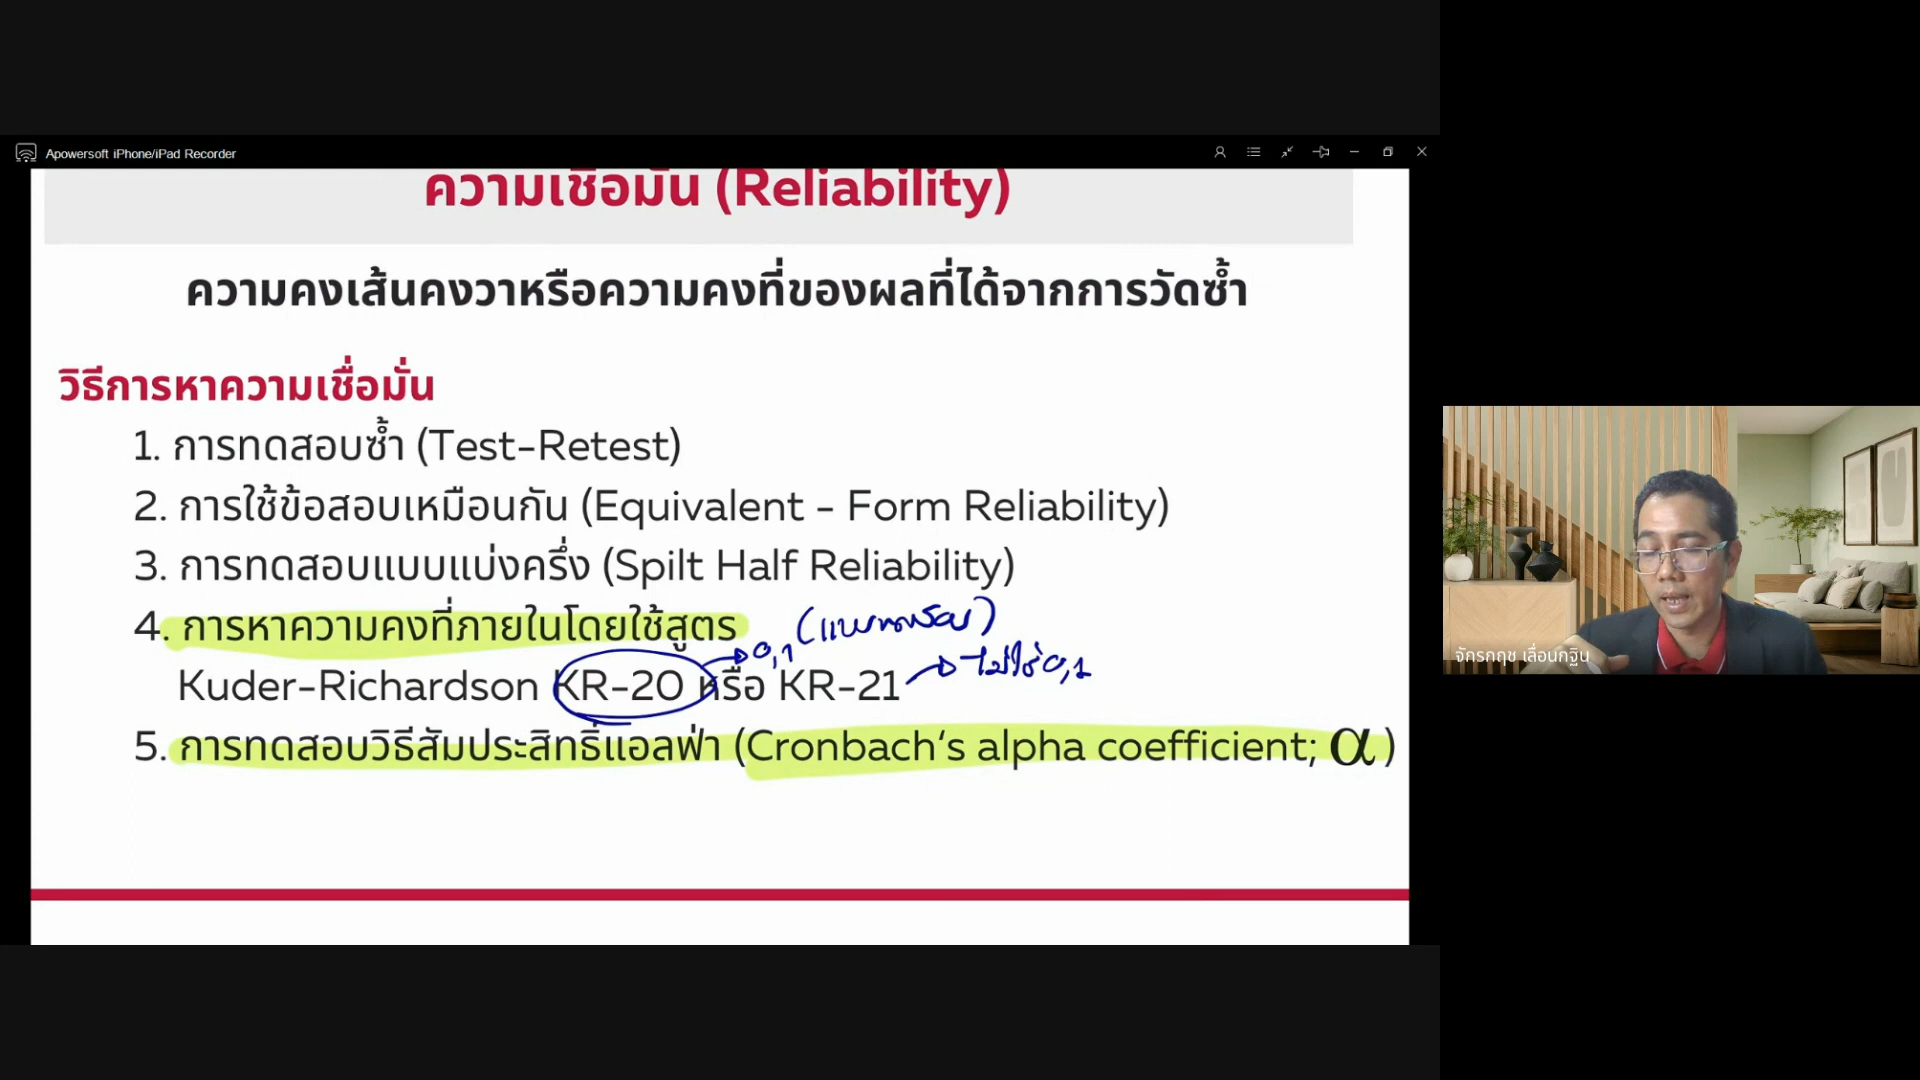 Apowersoft iPhone/iPad Recorder
ความเชื่อมั่น (Reliability)
ความคงเส้นคงวาหรือความคงที่ของผลที่ได้จากการวัดซ้ำ
วิธีการหาความเชื่อมั่น
1. การทดสอบซ้ำ (Test-Retest)
2. การใช้ข้อสอบเหมือนกัน (Equivalent - Form Reliability)
3. การทดสอบแบบแบ่งครึ่ง (Spilt Half Reliability)
4. การหาความคงที่ภายในโดยใช้สูตร
0,1
Kuder-Richardson KR-20 หรือ KR-21
ไม่ใช่ 0,1
5. การทดสอบวิธีสัมประสิทธิ์แอลฟ่า (Cronbach‘s alpha coefficient; α)
จักรกฤช เลื่อนกฐิน